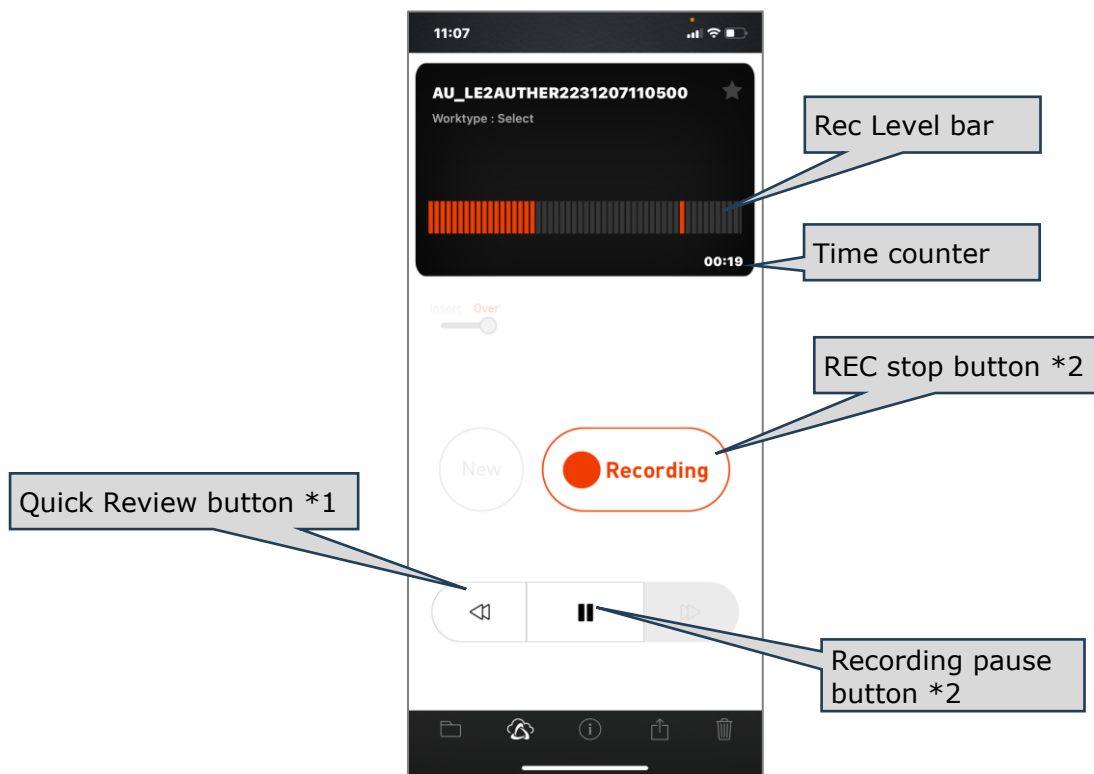 11:07
AU_LE2AUTHER2231207110500
Worktype : Select
Rec Level bar
00:19
Time counter
Insert Over
REC stop button *2
New
Recording
Quick Review button *1
Recording pause
button *2